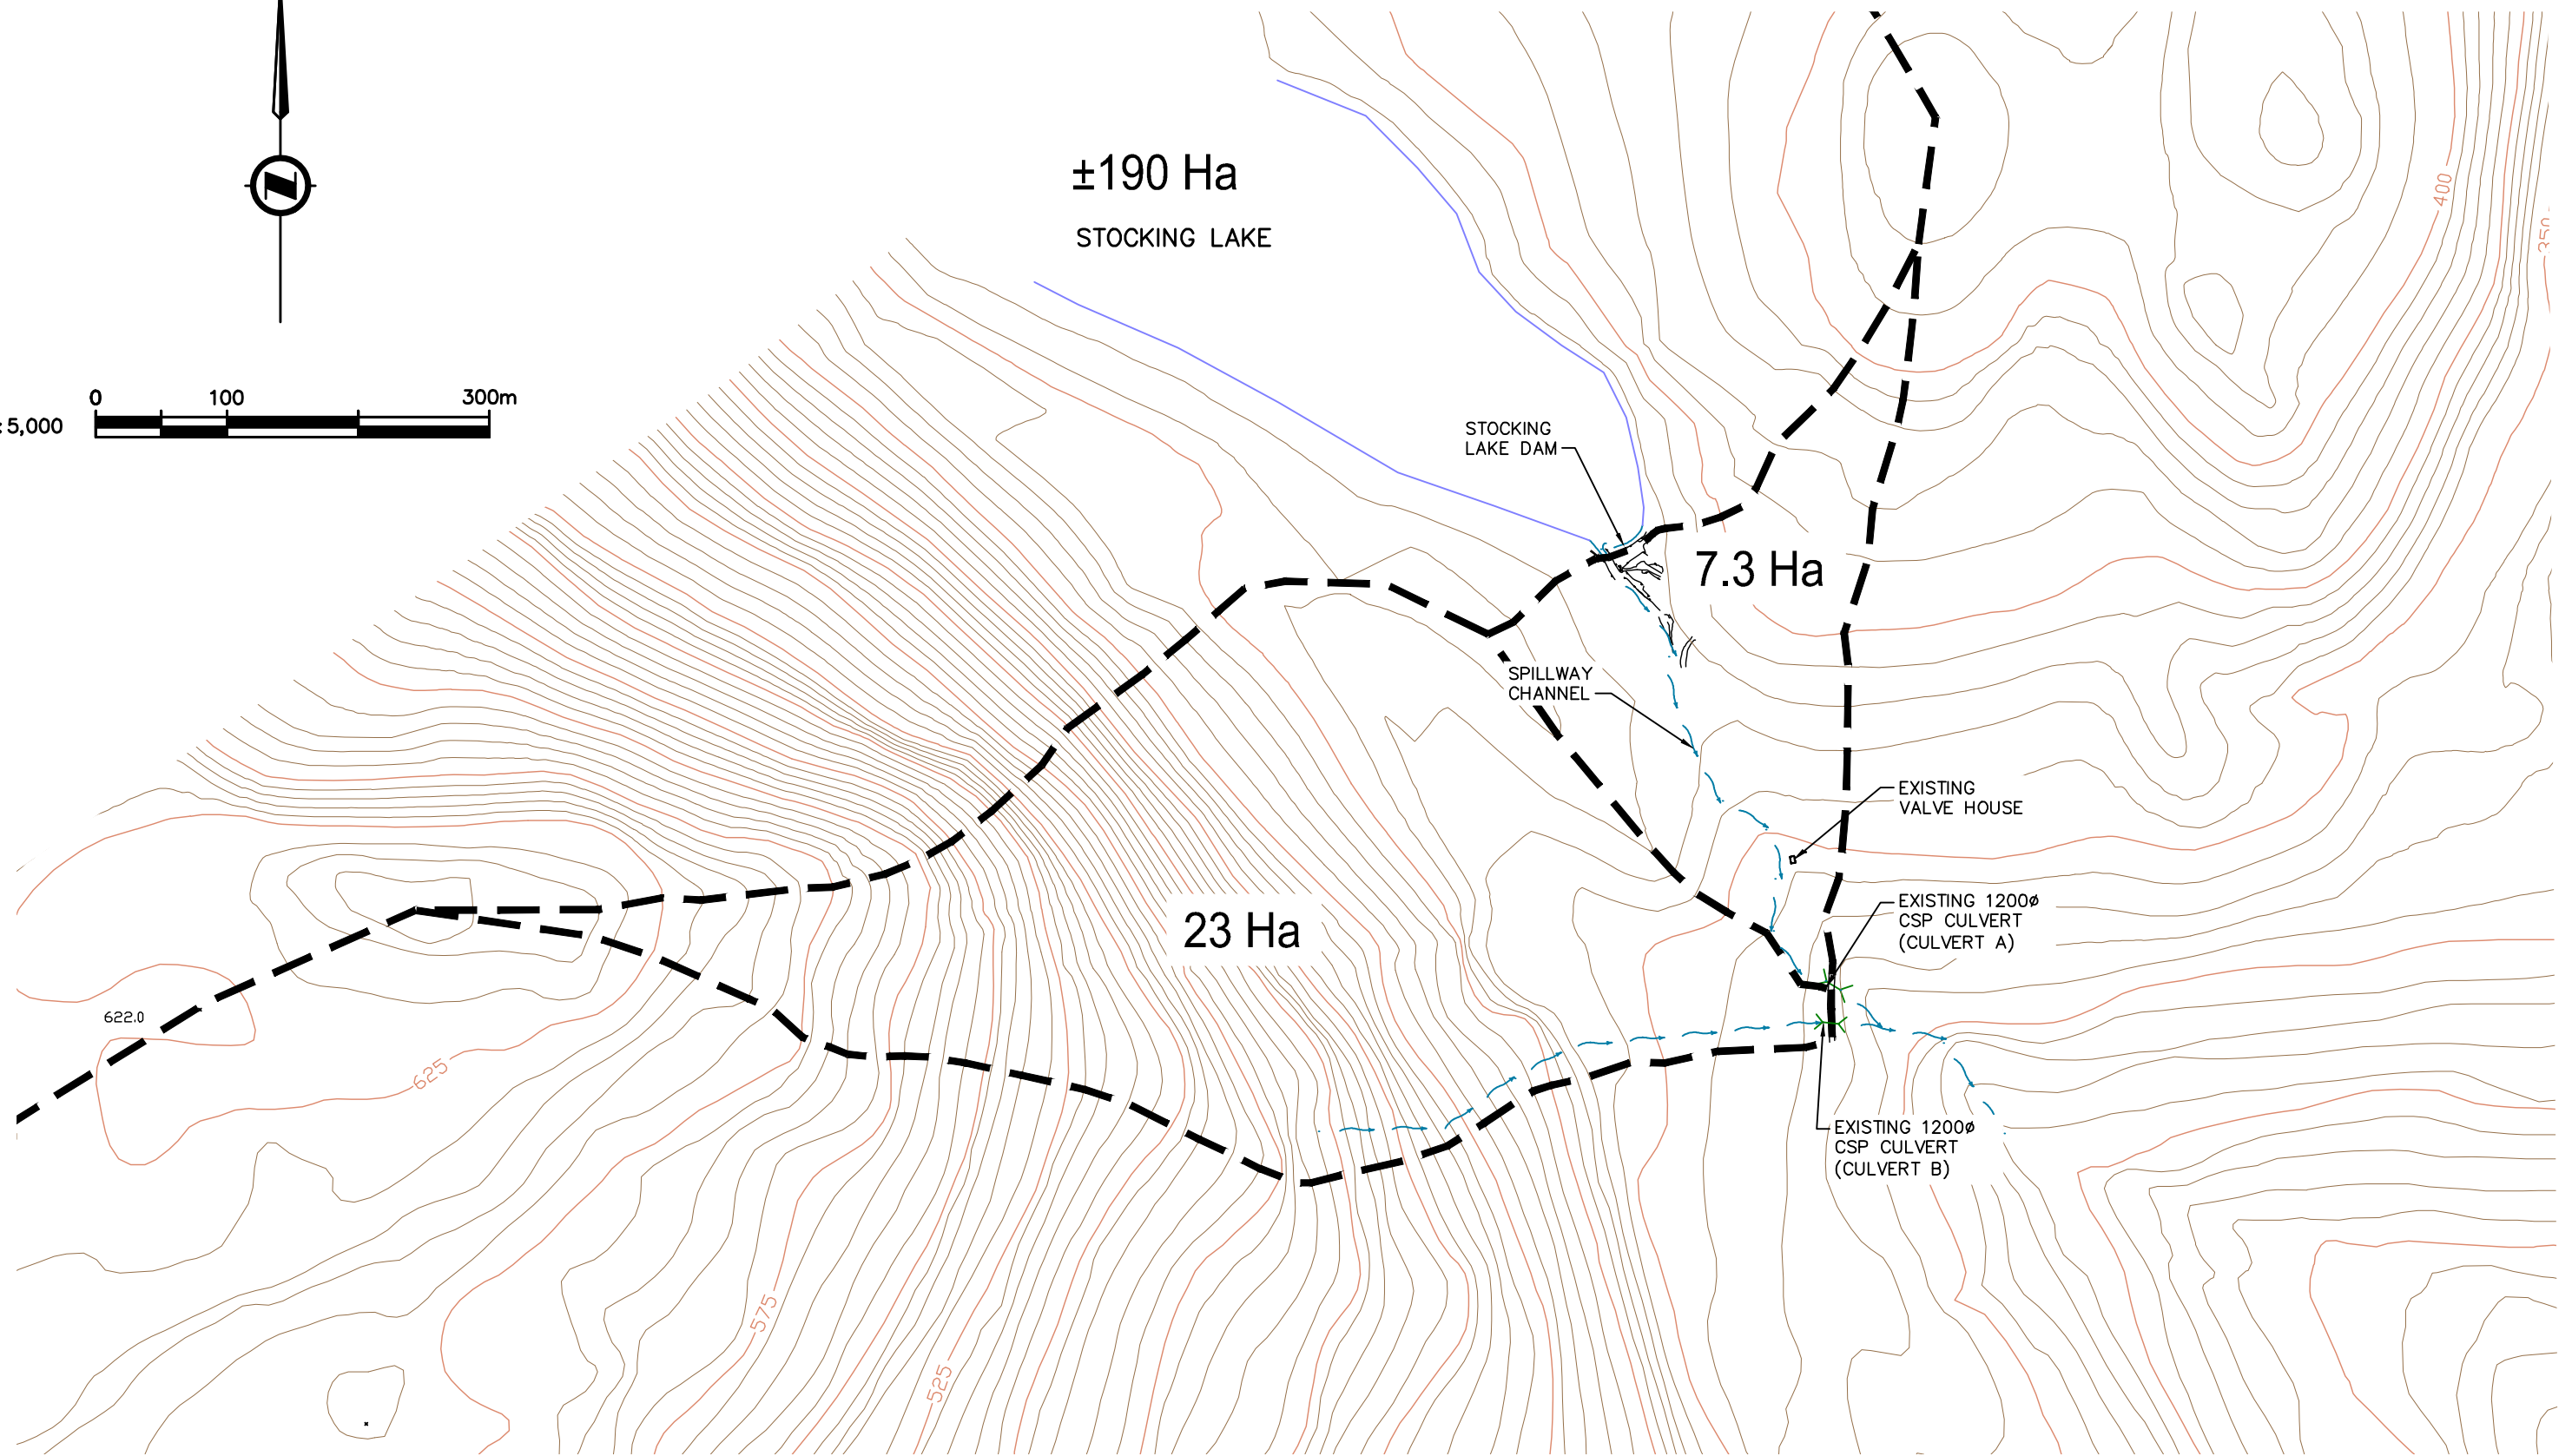 ±190 Ha
STOCKING LAKE
400
0 100 300m
:5,000
STOCKING
LAKE DAM
7.3 Ha
SPILLWAY
CHANNEL
EXISTING
VALVE HOUSE
EXISTING 1200ø
CSP CULVERT
(CULVERT A)
23 Ha
622.0
625
EXISTING 1200ø
CSP CULVERT
(CULVERT B)
575
525